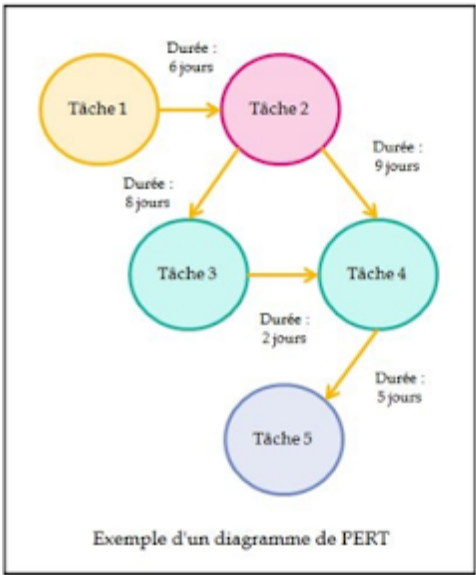 Durée :
6 jours
Tâche 1
Tâche 2
Durée :
8 jours
Durée :
9 jours
Tâche 3
Tâche 4
Durée :
2 jours
Durée :
5 jours
Tâche 5
Exemple d'un diagramme de PERT